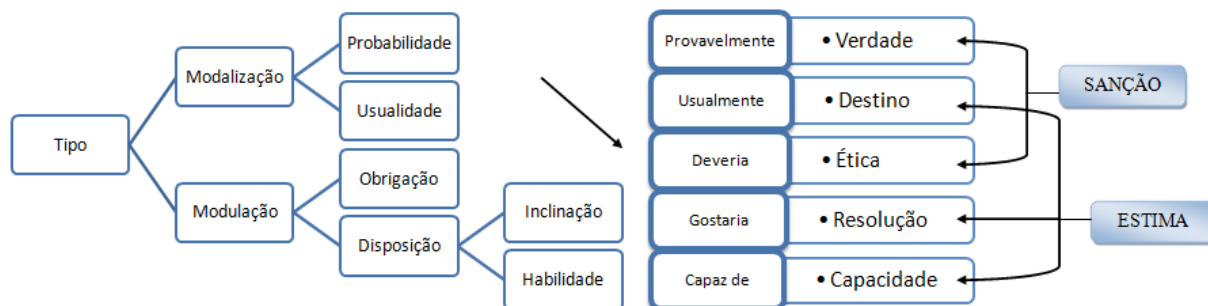 Tipo
Modalização
Modulação
Probabilidade
Usualidade
Obrigação
Disposição
Inclinação
Habilidade
Provavelmente
• Verdade
Usualmente
• Destino
Deveria
• Ética
Gostaria
• Resolução
Capaz de
• Capacidade
SANÇÃO
ESTIMA